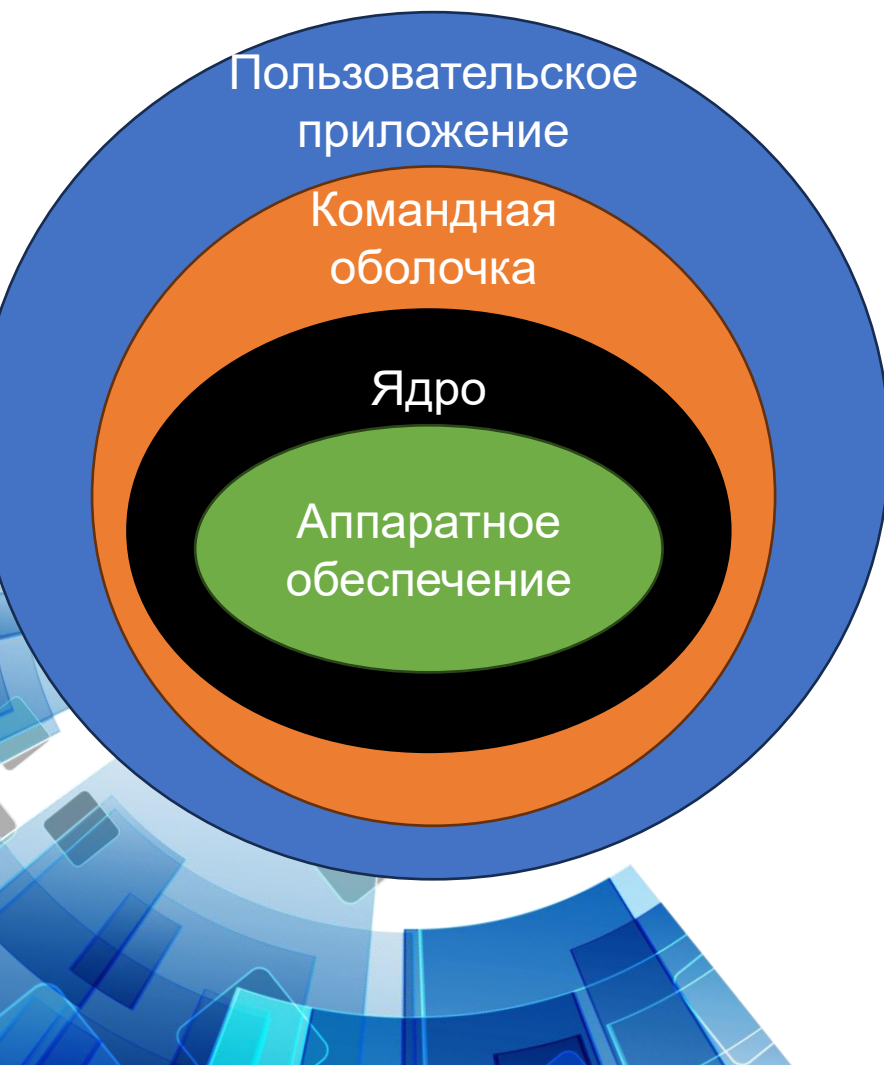 Пользовательское
приложение
Командная
оболочка
Ядро
Аппаратное
обеспечение